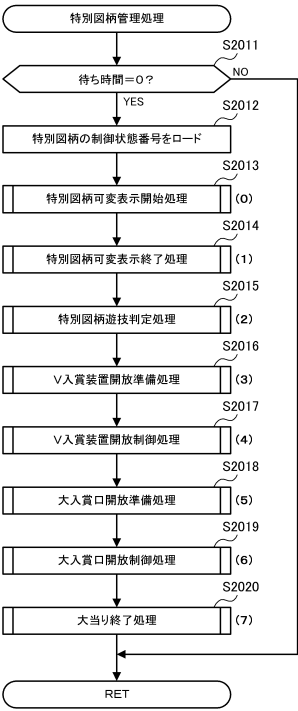 特別図柄管理処理
S2011
待ち時間=0?
NO
YES
S2012
特別図柄の制御状態番号をロード
S2013
特別図柄可変表示開始処理
(0)
S2014
特別図柄可変表示終了処理
(1)
S2015
特別図柄遊技判定処理
(2)
S2016
V入賞装置開放準備処理
(3)
S2017
V入賞装置開放制御処理
(4)
S2018
大入賞口開放準備処理
(5)
S2019
大入賞口開放制御処理
(6)
S2020
大当り終了処理
(7)
RET